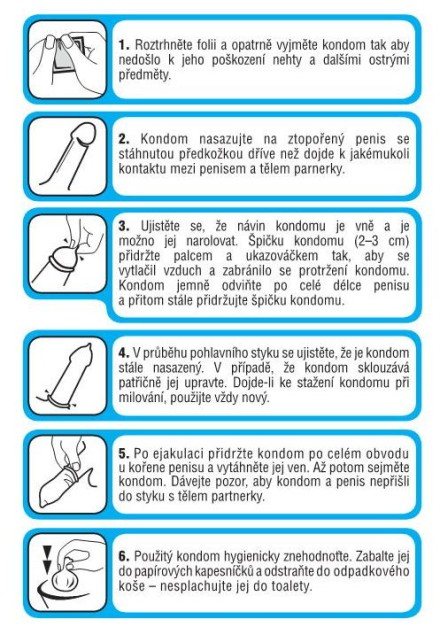 1. Roztrhněte folii a opatrně vyjměte kondom tak aby
nedošlo k jeho poškození nehty a dalšími ostrými
předměty.
2. Kondom nasazujte na ztopořený penis se
stáhnutou předkožkou dříve než dojde k jakémukoli
kontaktu mezi penisem a tělem parnerky.
3. Ujistěte se, že návin kondomu je vně a je
možno jej narolovat. Špičku kondomu (2–3 cm)
přidržte palcem a ukazováčkem tak, aby se
vytlačil vzduch a zabránilo se protržení kondomu.
Kondom jemně odviňte po celé délce penisu
a přitom stále přidržujte špičku kondomu.
4. V průběhu pohlavního styku se ujistěte, že je kondom
stále nasazený. V případě, že kondom sklouzává
patřičně jej upravte. Dojde-li ke stažení kondomu při
milování, použijte vždy nový.
5. Po ejakulaci přidržte kondom po celém obvodu
u kořene penisu a vytáhněte jej ven. Až potom sejměte
kondom. Dávejte pozor, aby kondom a penis nepřišli
do styku s tělem partnerky.
6. Použitý kondom hygienicky znehodnoťte. Zabalte jej
do papírových kapesníčků a odstraňte do odpadkového
koše – nesplachujte jej do toalety.